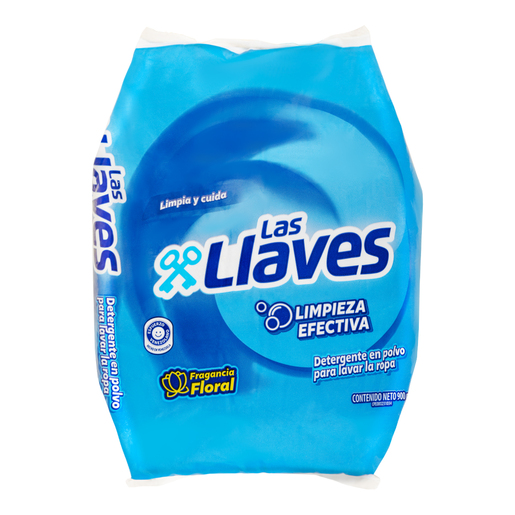 Limpia y cuida
Las
Llaves
LIMPIEZA
EFECTIVA
Detergente en polvo
para lavar la ropa
Fragancia
Floral
CONTENIDO NETO 900
Las
Llaves
Detergente en polvo
para lavar la ropa